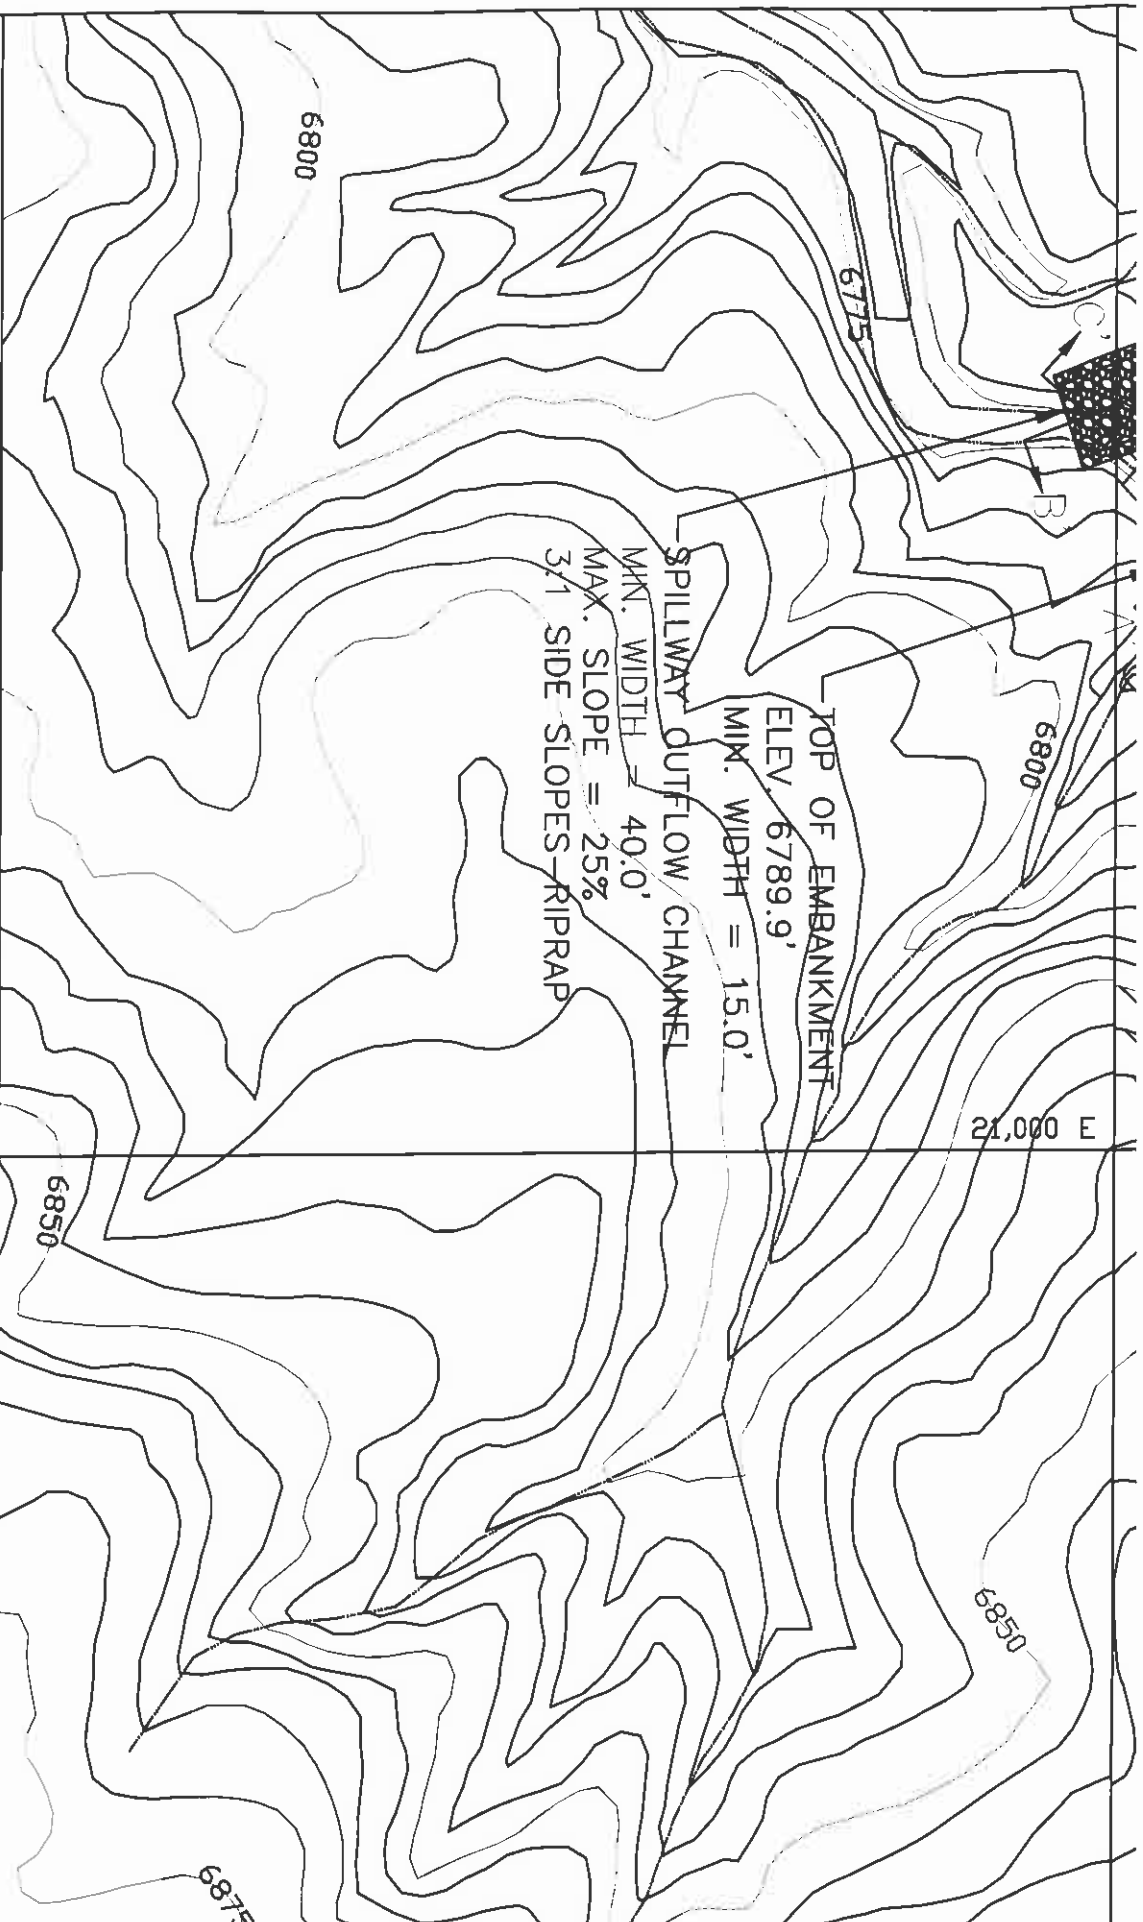 6800
6775
C'
B'
SPILLWAY OUTFLOW CHANNEL
MIN. WIDTH = 40.0'
MAX. SLOPE = 25%
3:1 SIDE SLOPES-RIPRAP
TOP OF EMBANKMENT
ELEV. 6789.9'
MIN. WIDTH = 15.0'
6800
21,000 E
6850
6850
6875